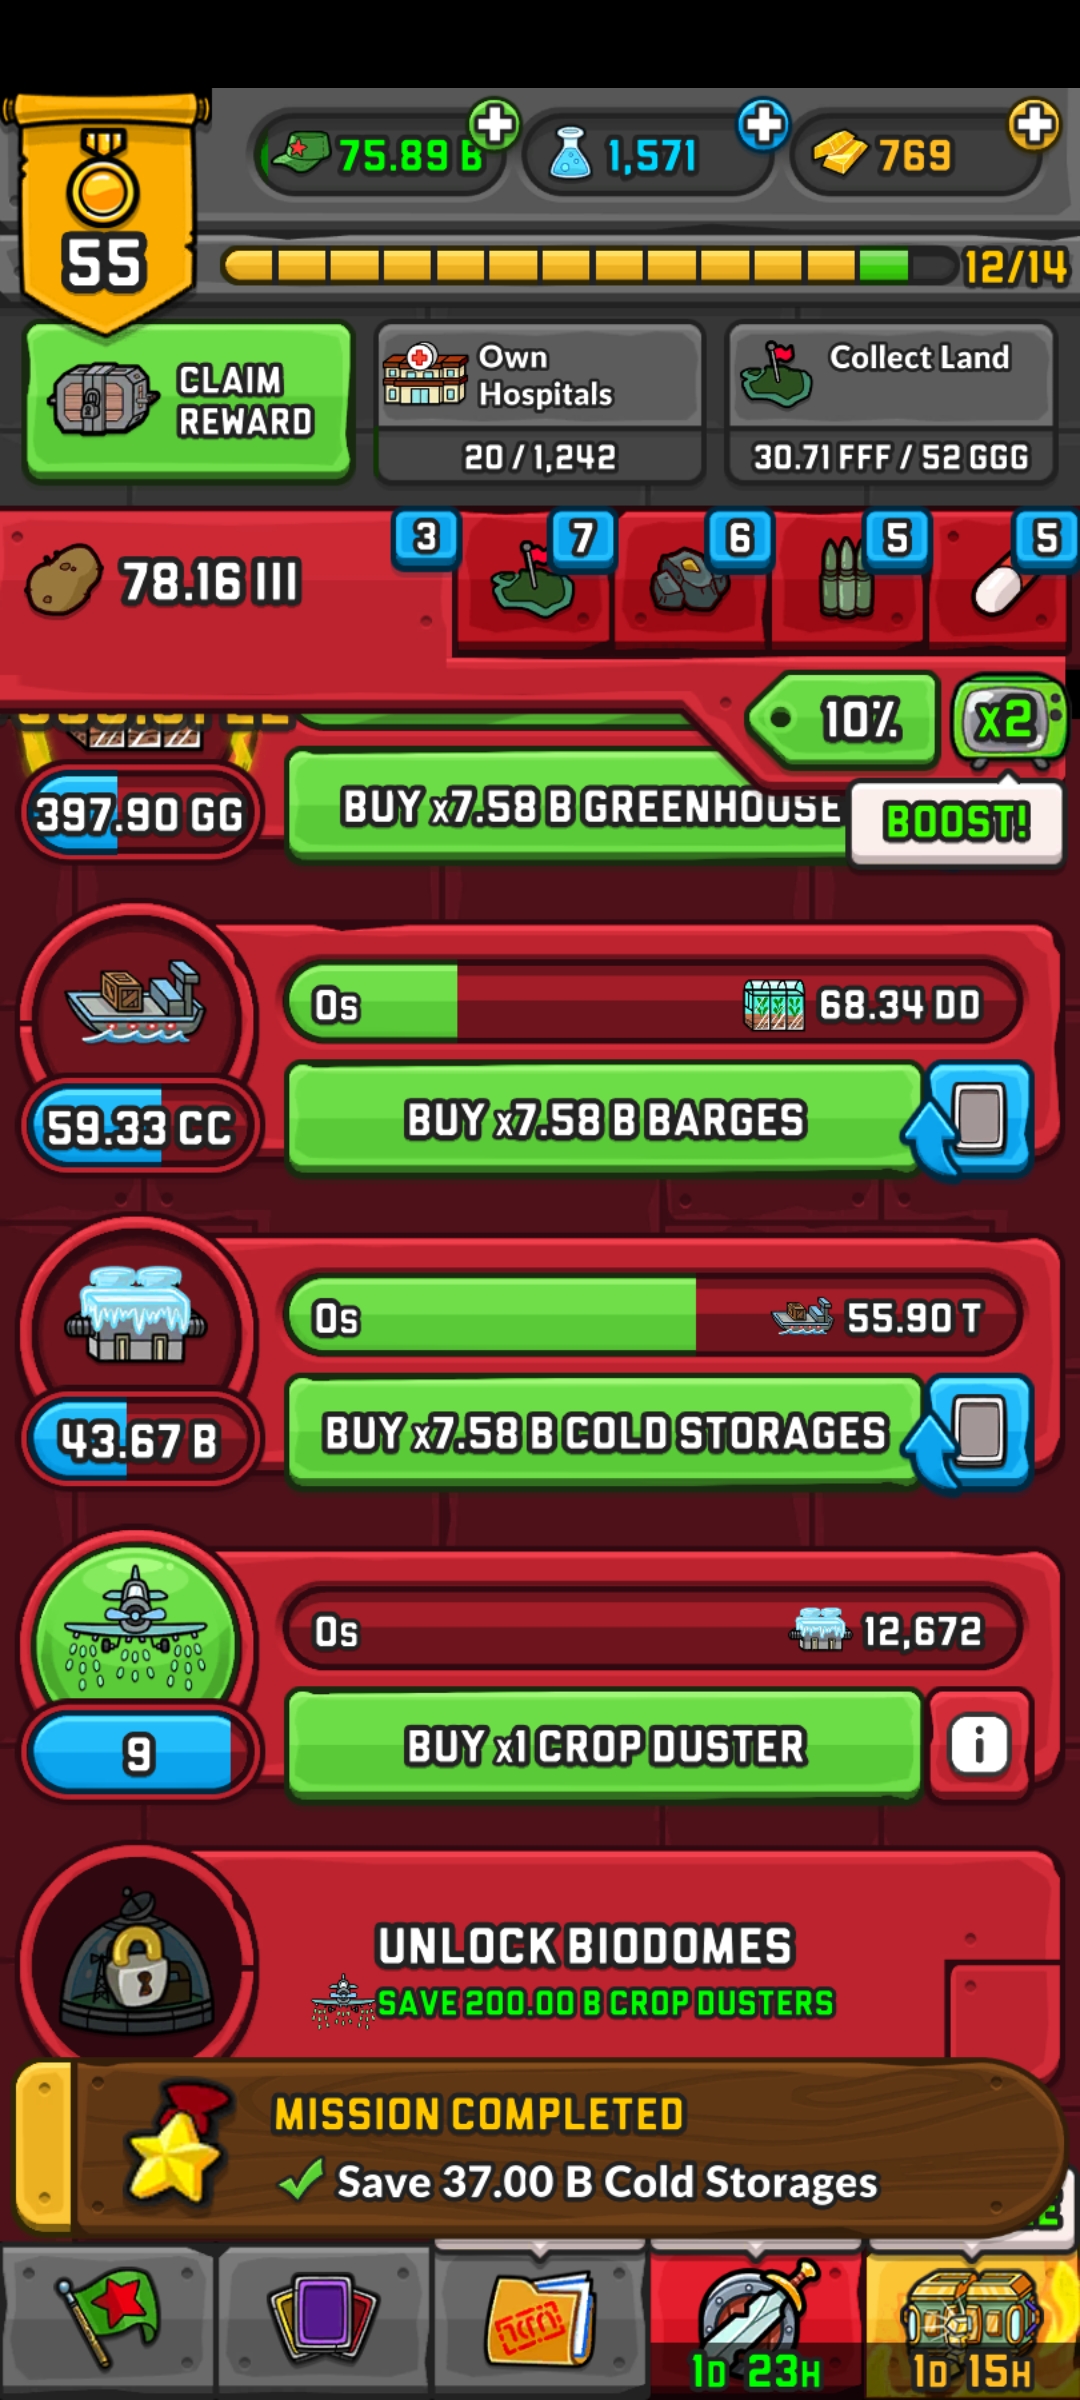 75.89 B
1,571
769
55
12/14
CLAIM
REWARD
Own
Hospitals
20 / 1,242
Collect Land
30.71 FFF / 52 GGG
78.16 III
3
7
6
5
5
10%
x2
BOOST!
397.90 GG
BUY x7.58 B GREENHOUSE
0s
68.34 DD
59.33 CC
BUY x7.58 B BARGES
0s
55.90 T
43.67 B
BUY x7.58 B COLD STORAGES
0s
12,672
9
BUY x1 CROP DUSTER
i
UNLOCK BIODOMES
SAVE 200.00 B CROP DUSTERS
MISSION COMPLETED
Save 37.00 B Cold Storages
1D 23H
1D 15H